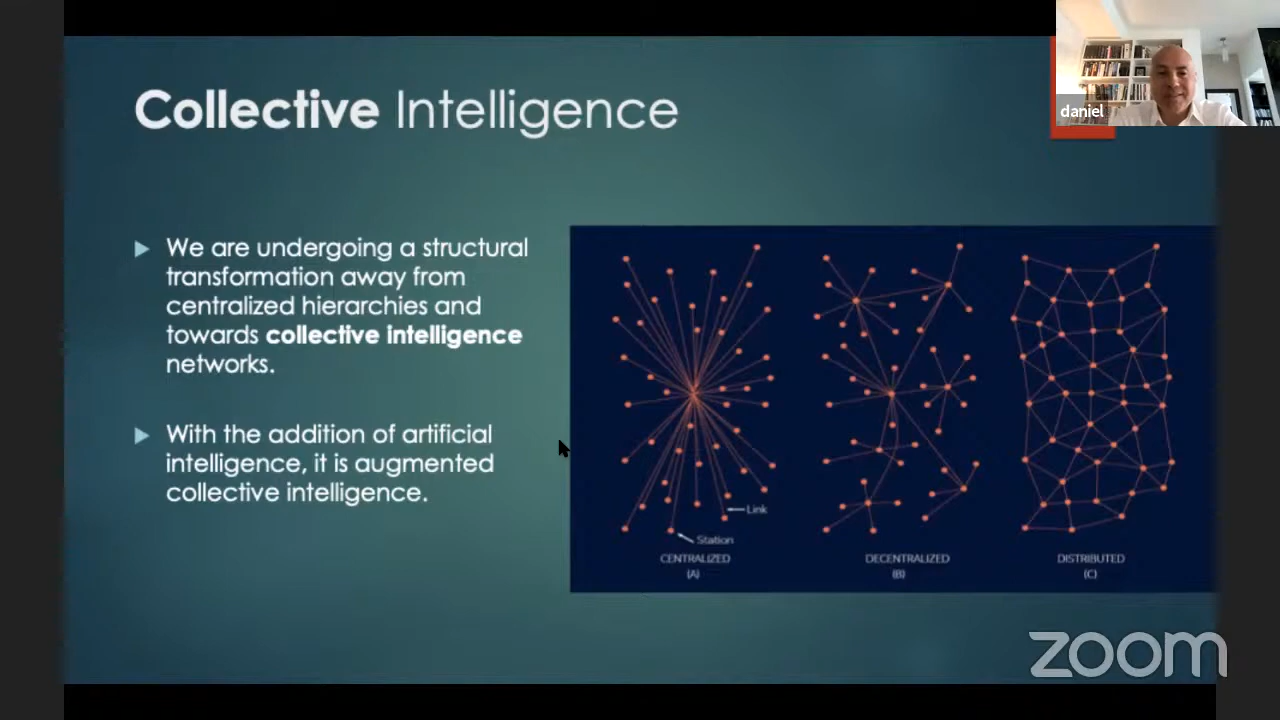 Collective Intelligence
daniel
We are undergoing a structural
transformation away from
centralized hierarchies and
towards collective intelligence
networks.
With the addition of artificial
intelligence, it is augmented
collective intelligence.
Link
Station
CENTRALIZED
(A)
DECENTRALIZED
(B)
DISTRIBUTED
(C)
zoom